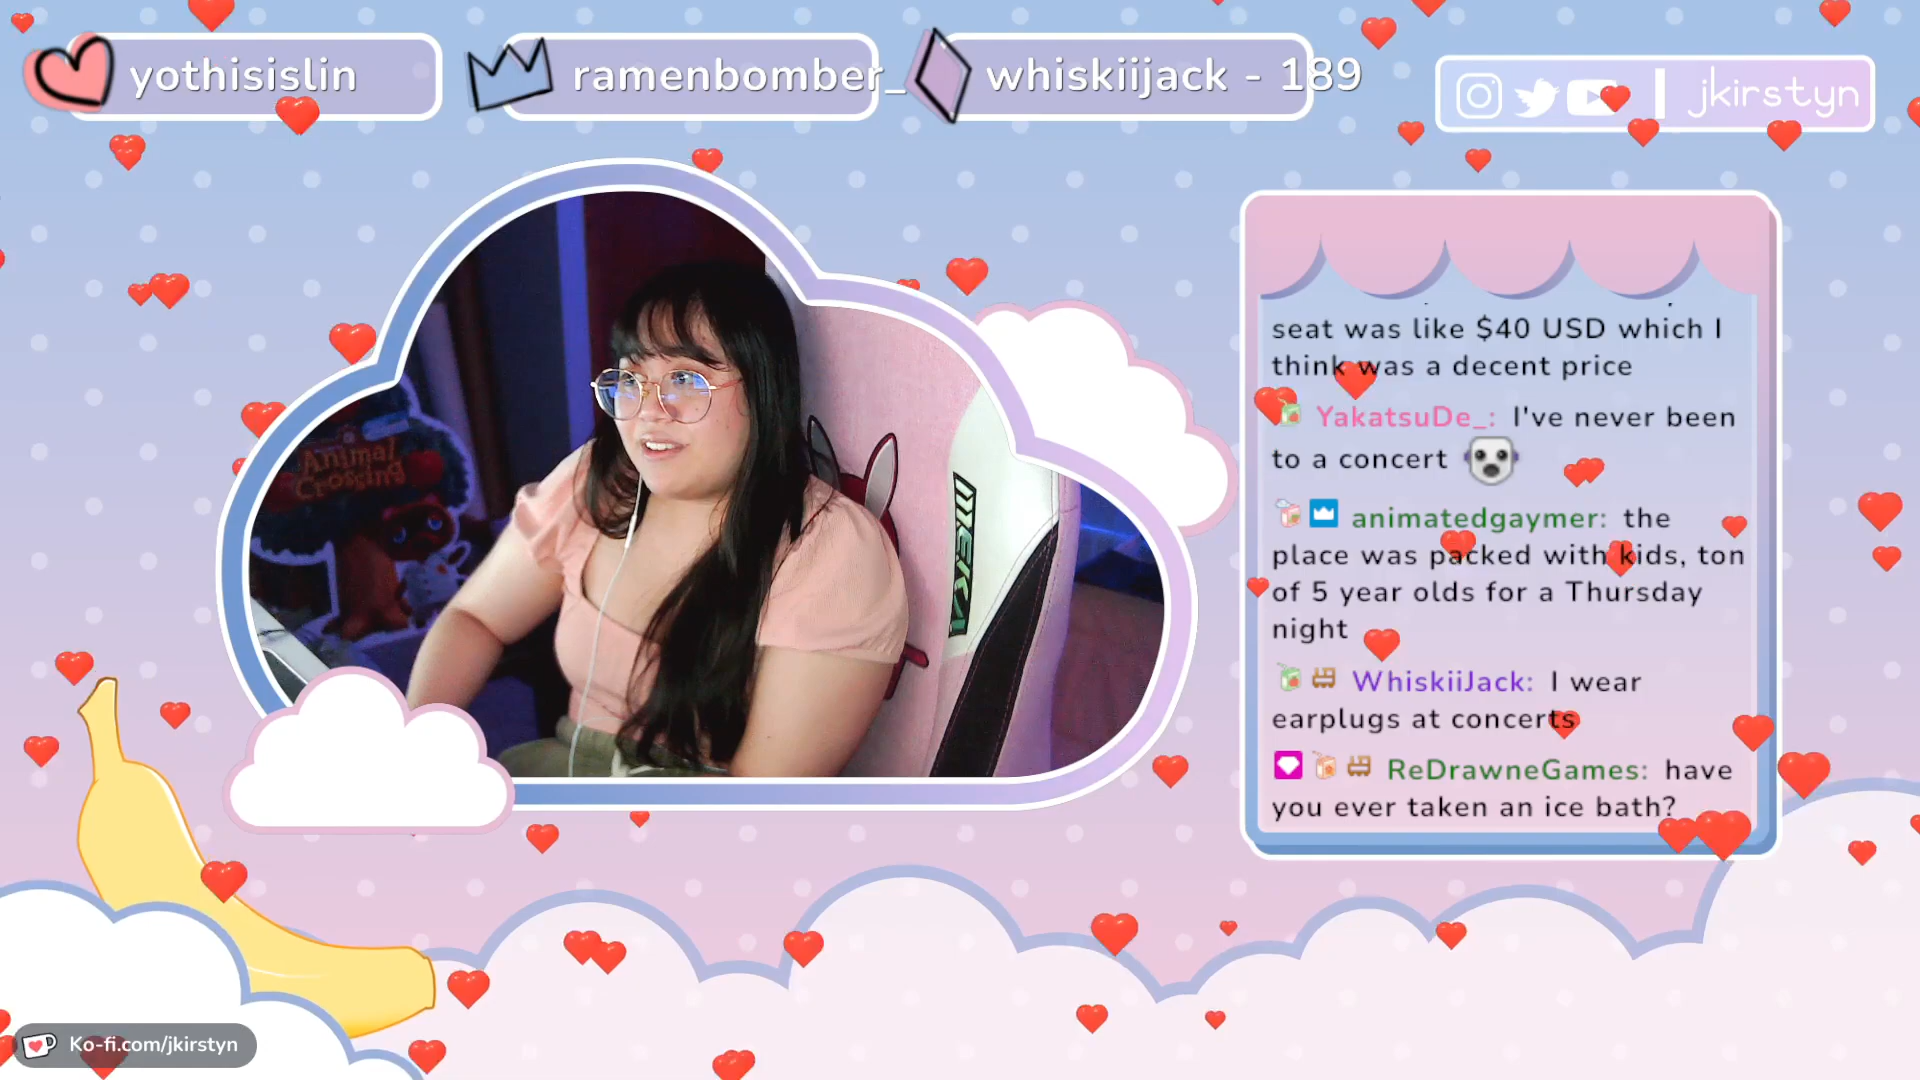 yothisislin
ramenbomber_
whiskiijack - 189
jkirstyn
Animal
Crossing
seat was like $40 USD which I
think was a decent price
YakatsuDe_: I've never been
to a concert
animatedgaymer: the
place was packed with kids, ton
of 5 year olds for a Thursday
night
WhiskiiJack: I wear
earplugs at concerts
ReDrawneGames: have
you ever taken an ice bath?
Ko-fi.com/jkirstyn